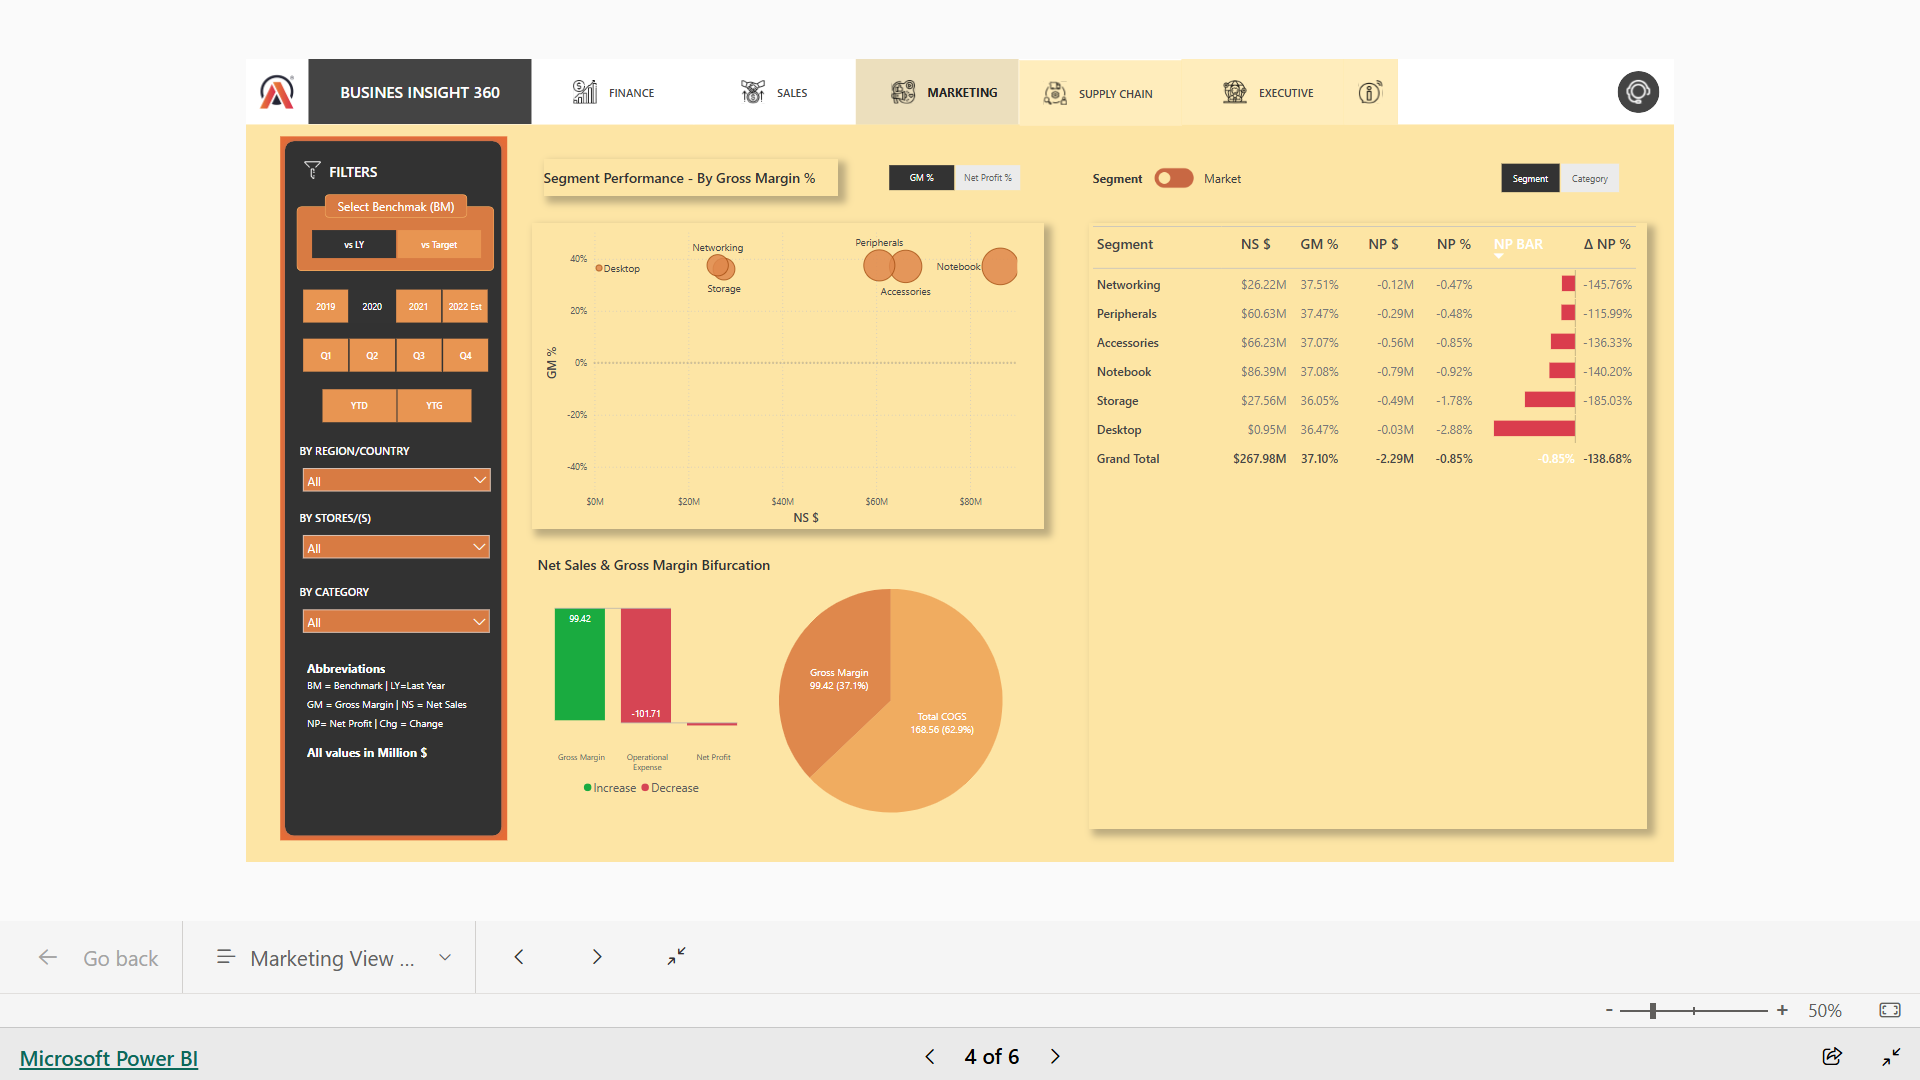 BUSINES INSIGHT 360
FINANCE
SALES
MARKETING
SUPPLY CHAIN
EXECUTIVE
FILTERS
Select Benchmak (BM)
vs LY
vs Target
2019
2020
2021
2022 Est
Q1
Q2
Q3
Q4
YTD
YTG
BY REGION/COUNTRY
All
BY STORES/(S)
All
BY CATEGORY
All
Abbreviations
BM = Benchmark | LY=Last Year
GM = Gross Margin | NS = Net Sales
NP= Net Profit | Chg = Change
All values in Million $
Segment Performance - By Gross Margin %
GM %
Net Profit %
GM %
40%
20%
0%
-20%
-40%
Desktop
Networking
Storage
Peripherals
Accessories
Notebook
$0M
$20M
$40M
$60M
$80M
NS $
Net Sales & Gross Margin Bifurcation
99.42
-101.71
Gross Margin
Operational
Expense
Net Profit
Increase
Decrease
Gross Margin
99.42 (37.1%)
Total COGS
168.56 (62.9%)
Segment
Market
Segment
Category
Segment NS $ GM % NP $ NP % NP BAR Δ NP %
Networking $26.22M 37.51% -0.12M -0.47% -145.76%
Peripherals $60.63M 37.47% -0.29M -0.48% -115.99%
Accessories $66.23M 37.07% -0.56M -0.85% -136.33%
Notebook $86.39M 37.08% -0.79M -0.92% -140.20%
Storage $27.56M 36.05% -0.49M -1.78% -185.03%
Desktop $0.95M 36.47% -0.03M -2.88%
Grand Total $267.98M 37.10% -2.29M -0.85% -0.85% -138.68%
Go back
Marketing View ...
- + 50%
Microsoft Power BI
4 of 6